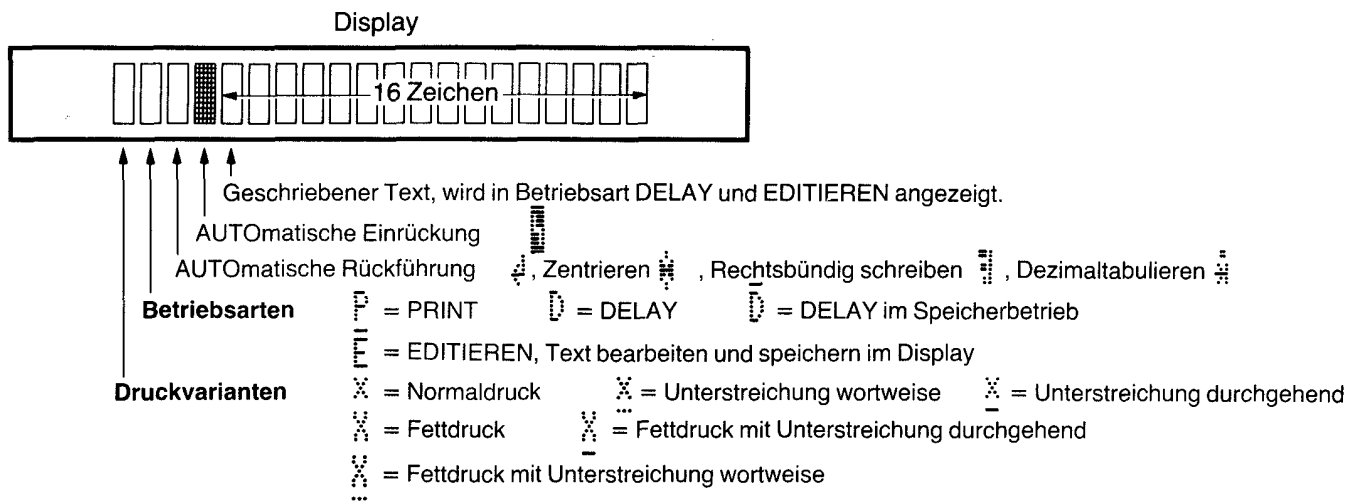 Display
16 Zeichen
Geschriebener Text, wird in Betriebsart DELAY und EDITIEREN angezeigt.
AUTOmatische Einrückung
AUTOmatische Rückführung , Zentrieren , Rechtsbündig schreiben , Dezimaltabulieren
Betriebsarten P = PRINT D = DELAY D = DELAY im Speicherbetrieb
E = EDITIEREN, Text bearbeiten und speichern im Display
Druckvarianten X = Normaldruck X = Unterstreichung wortweise X = Unterstreichung durchgehend
X = Fettdruck X = Fettdruck mit Unterstreichung durchgehend
X = Fettdruck mit Unterstreichung wortweise